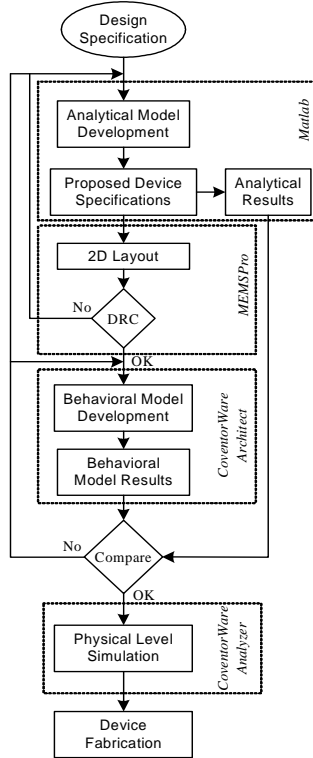 Design
Specification
Analytical Model
Development
Matlab
Proposed Device
Specifications
Analytical
Results
2D Layout
MEMSPro
No
DRC
OK
Behavioral Model
Development
CoventorWare
Architect
Behavioral
Model Results
No
Compare
OK
Physical Level
Simulation
CoventorWare
Analyzer
Device
Fabrication